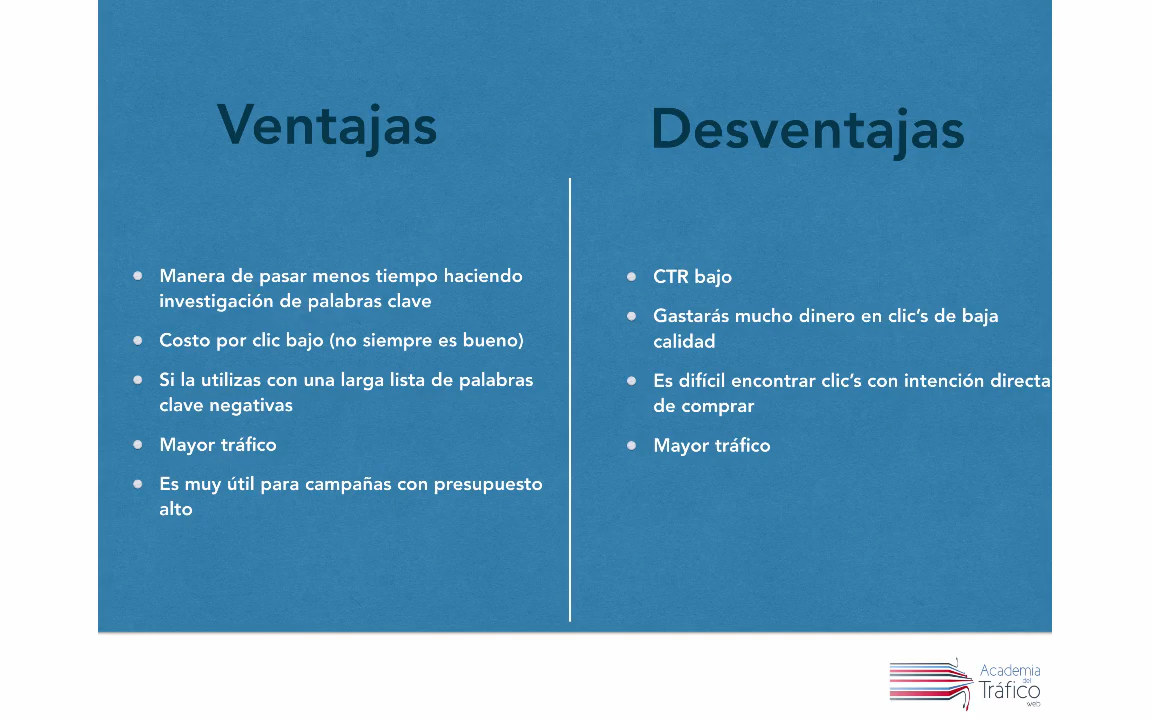 Ventajas
Manera de pasar menos tiempo haciendo
investigación de palabras clave
Costo por clic bajo (no siempre es bueno)
Si la utilizas con una larga lista de palabras
clave negativas
Mayor tráfico
Es muy útil para campañas con presupuesto
alto
Desventajas
CTR bajo
Gastarás mucho dinero en clic's de baja
calidad
Es difícil encontrar clic's con intención directa
de comprar
Mayor tráfico
Academia
del
Tráfico
web